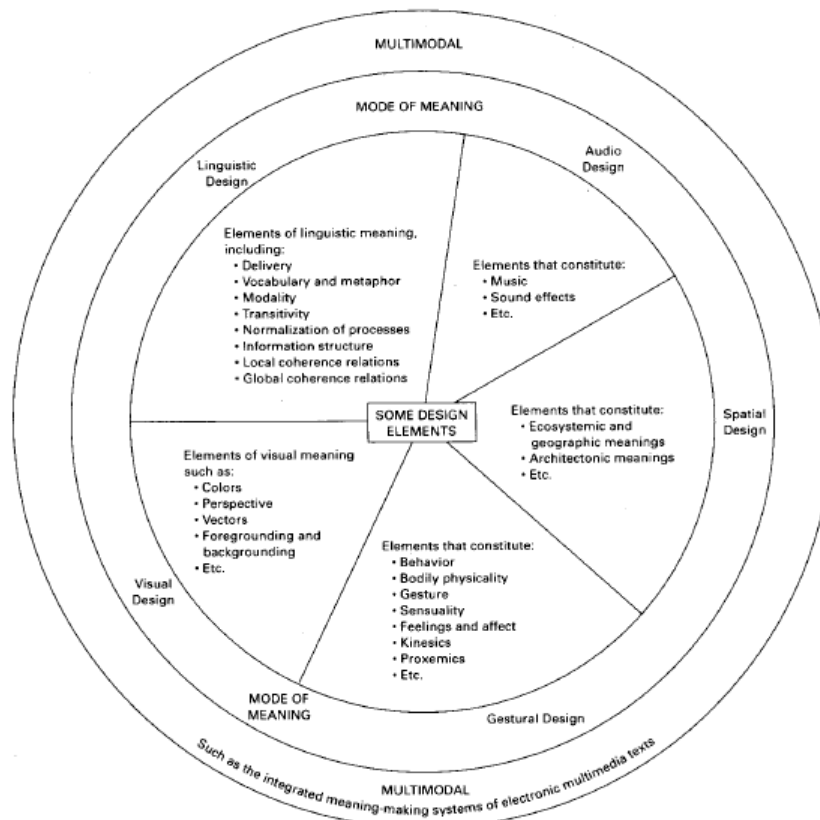 MULTIMODAL
MODE OF MEANING
Linguistic
Design
Audio
Design
Elements of linguistic meaning,
including:
• Delivery
• Vocabulary and metaphor
• Modality
• Transitivity
• Normalization of processes
• Information structure
• Local coherence relations
• Global coherence relations
Elements that constitute:
• Music
• Sound effects
• Etc.
SOME DESIGN
ELEMENTS
Elements that constitute:
• Ecosystemic and
geographic meanings
• Architectonic meanings
• Etc.
Spatial
Design
Elements of visual meaning
such as:
• Colors
• Perspective
• Vectors
• Foregrounding and
backgrounding
• Etc.
Visual
Design
Elements that constitute:
• Behavior
• Bodily physicality
• Gesture
• Sensuality
• Feelings and affect
• Kinesics
• Proxemics
• Etc.
MODE OF
MEANING
Gestural Design
MULTIMODAL
Such as the integrated meaning-making systems of electronic multimedia texts